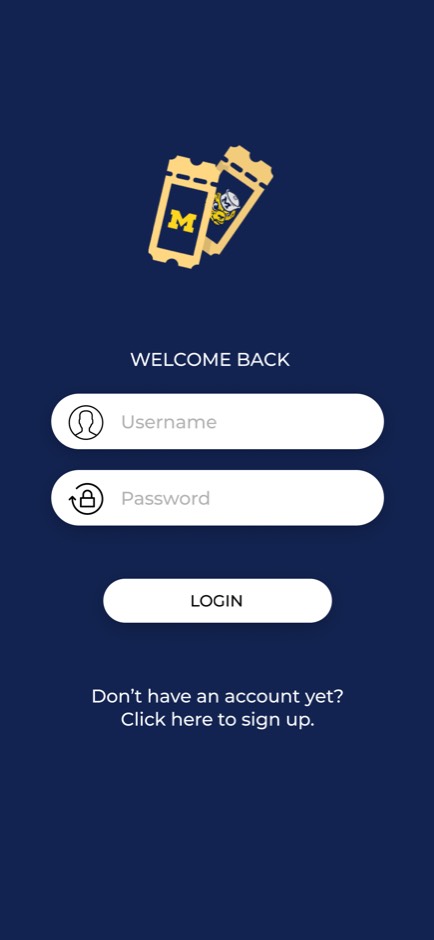 M
M
WELCOME BACK
Username
Password
LOGIN
Don’t have an account yet?
Click here to sign up.